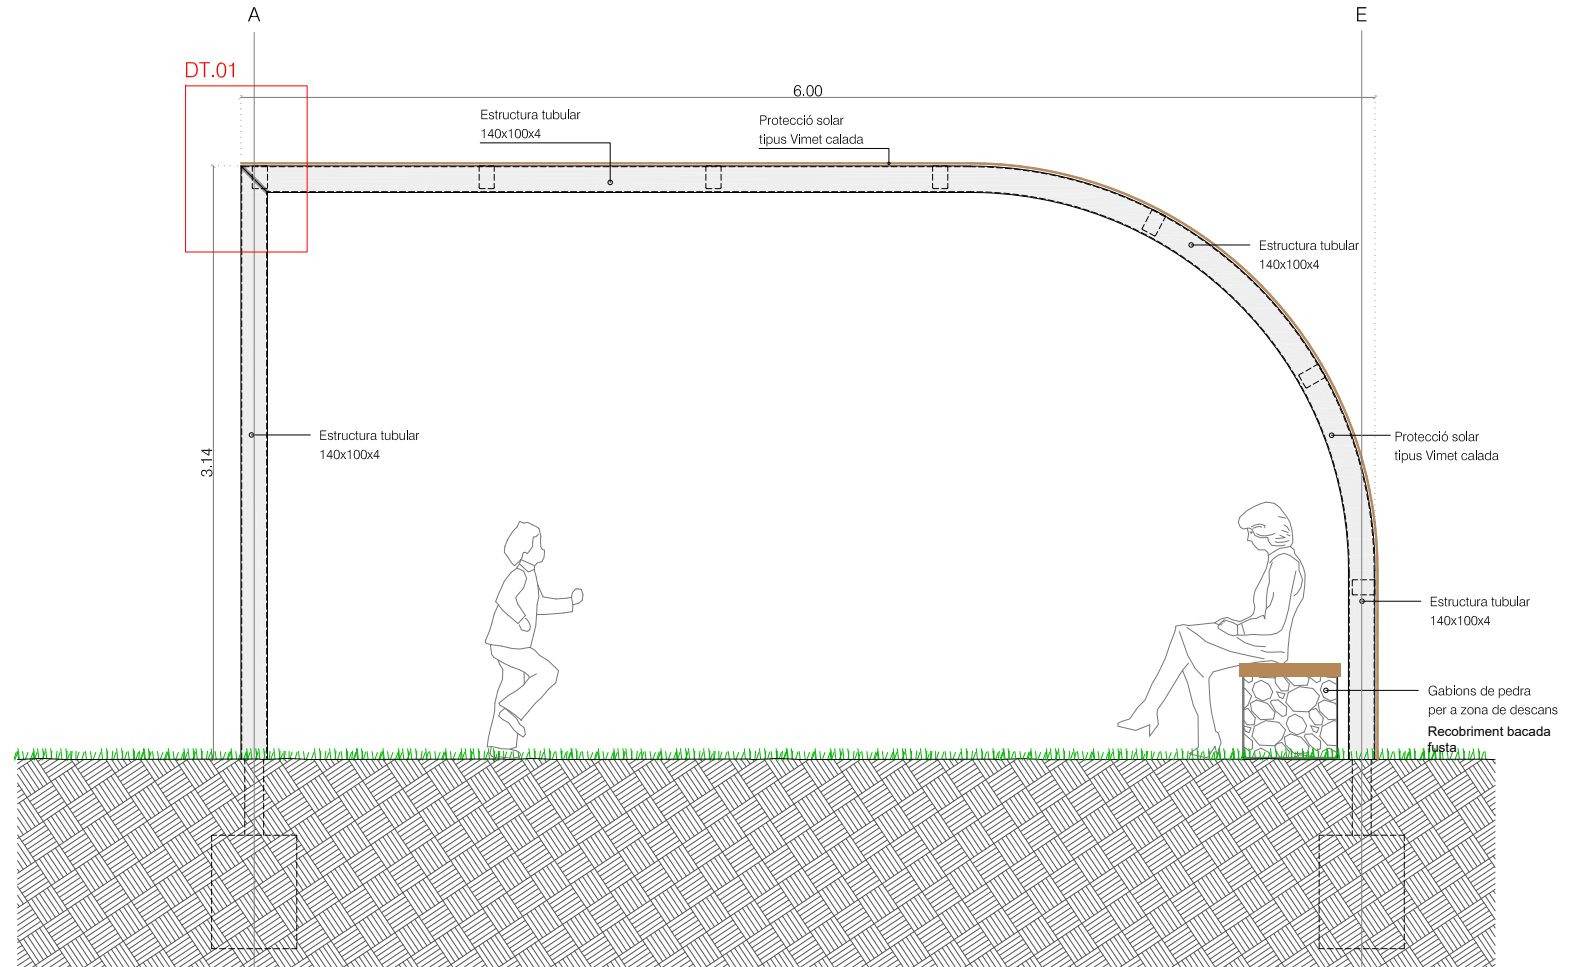 A
E
DT.01
6.00
Estructura tubular
140x100x4
Protecció solar
tipus Vimet calada
Estructura tubular
140x100x4
Estructura tubular
140x100x4
3.14
Protecció solar
tipus Vimet calada
Estructura tubular
140x100x4
Gabions de pedra
per a zona de descans
Recobriment bacada
fusta